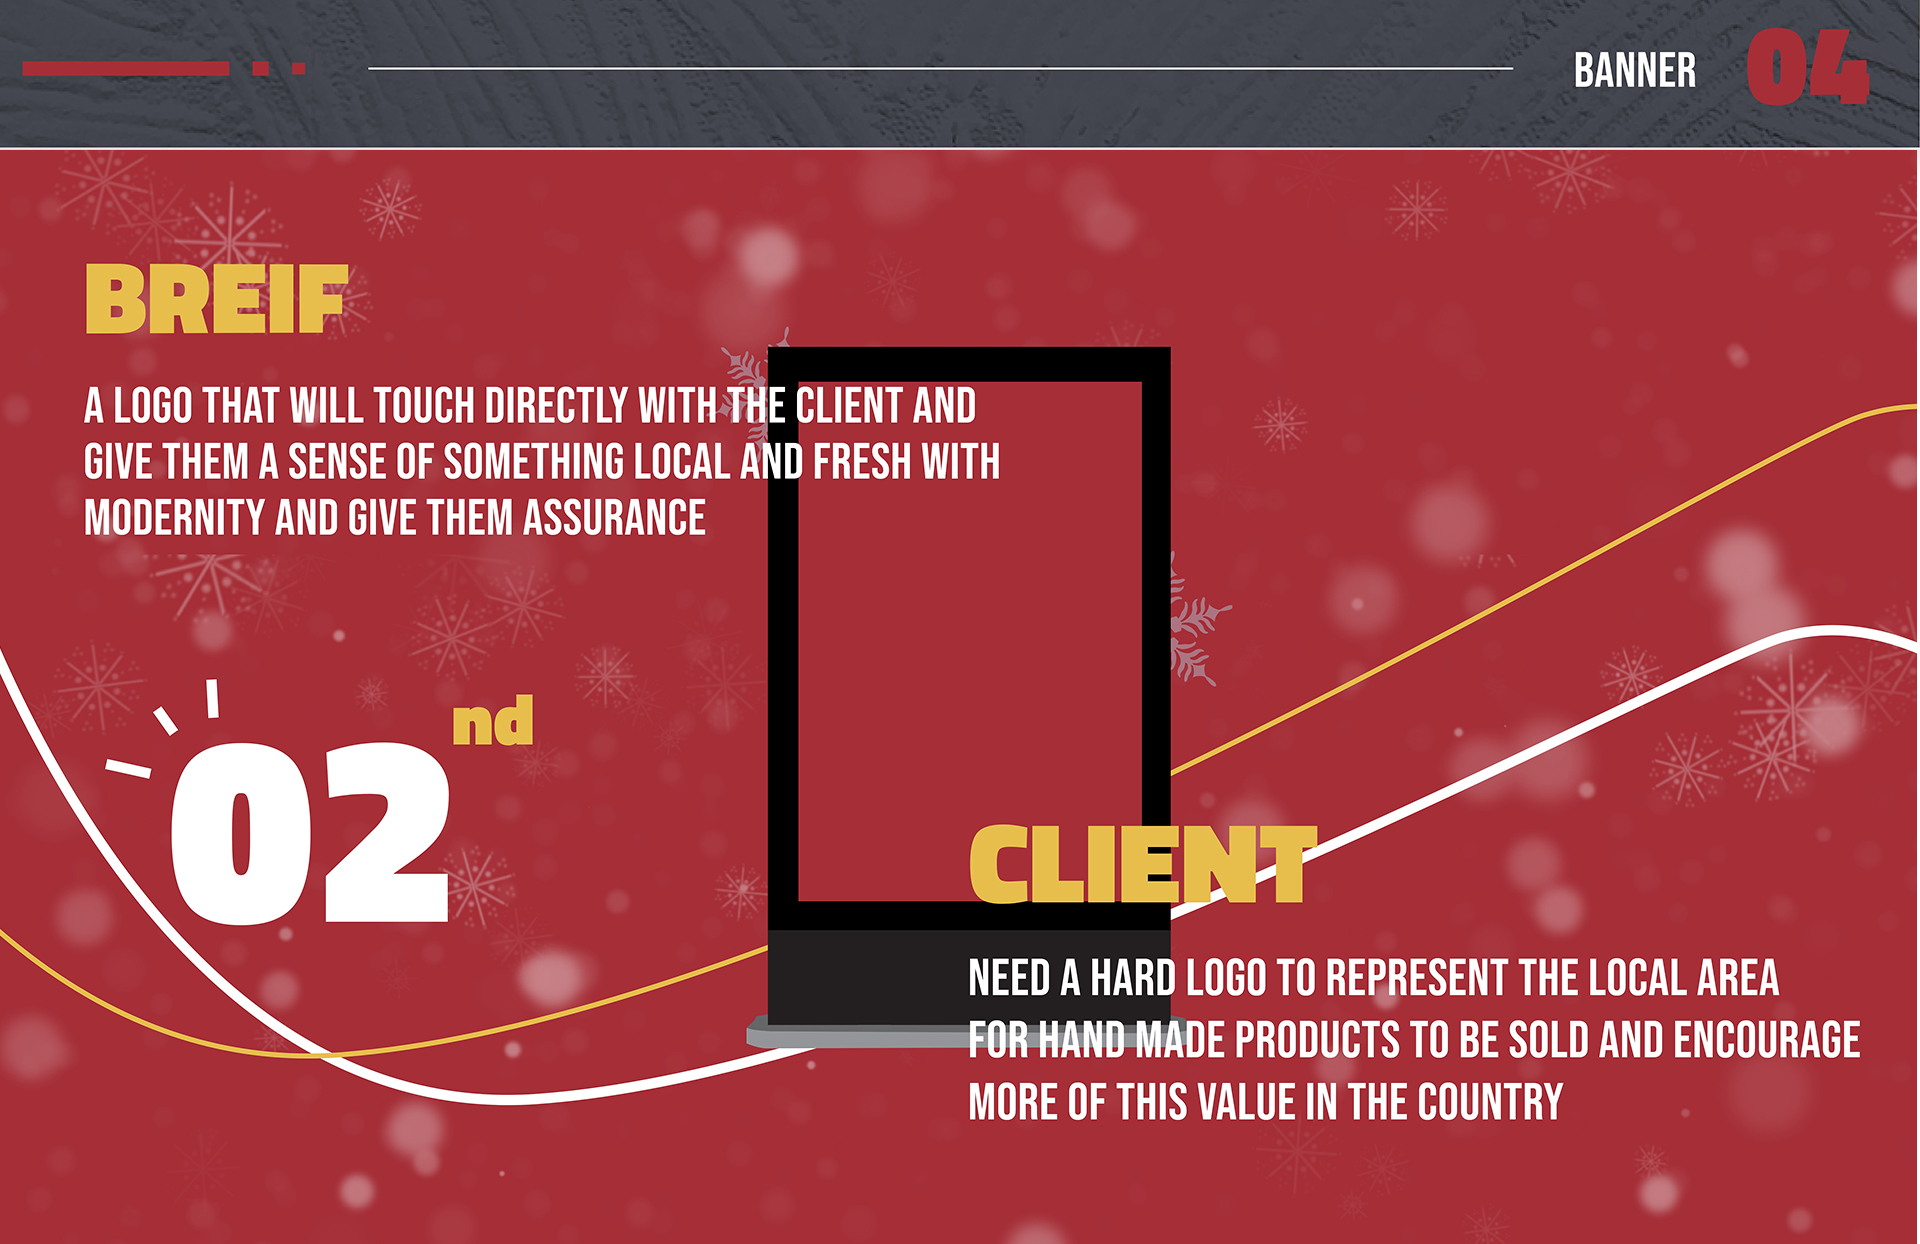 BANNER 04
BREIF
A LOGO THAT WILL TOUCH DIRECTLY WITH THE CLIENT AND
GIVE THEM A SENSE OF SOMETHING LOCAL AND FRESH WITH
MODERNITY AND GIVE THEM ASSURANCE
02nd
CLIENT
NEED A HARD LOGO TO REPRESENT THE LOCAL AREA
FOR HAND MADE PRODUCTS TO BE SOLD AND ENCOURAGE
MORE OF THIS VALUE IN THE COUNTRY